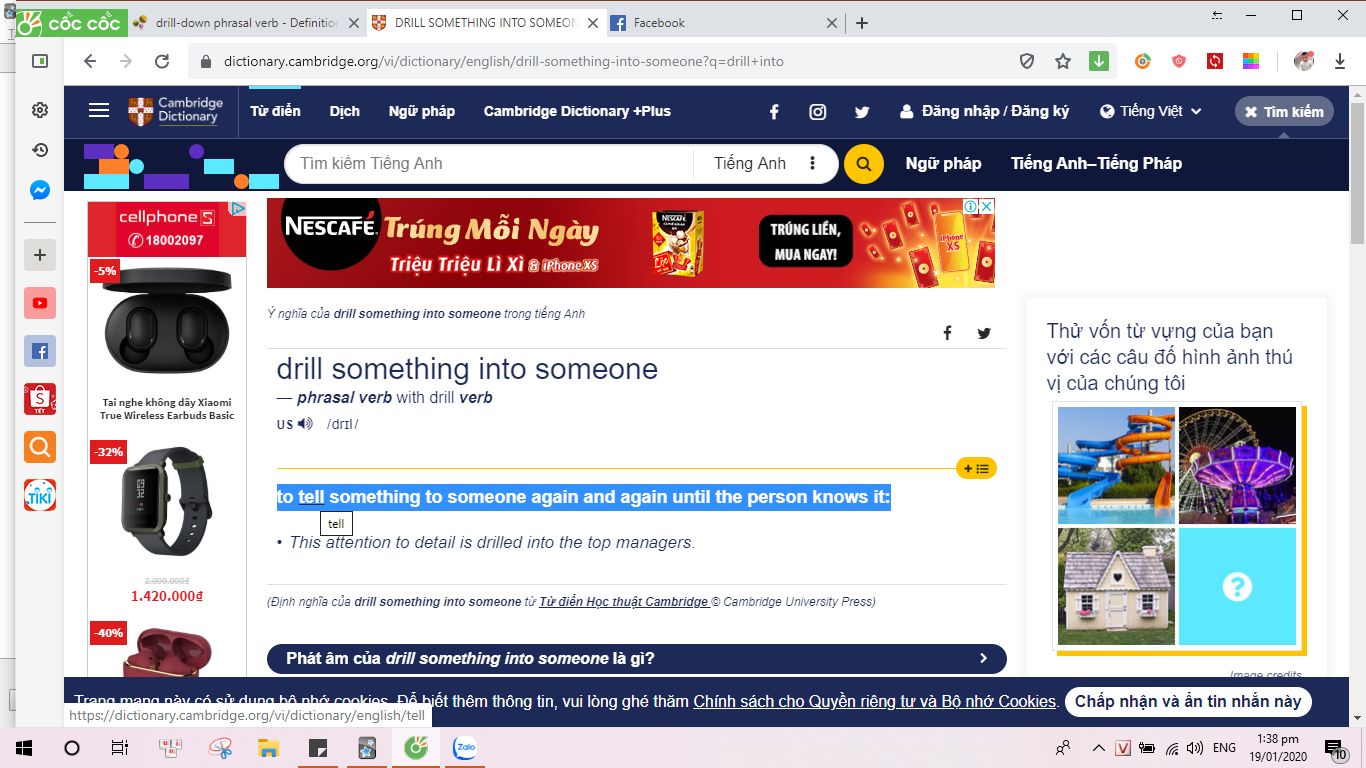 CỐC CỐC
drill-down phrasal verb - Definition
DRILL SOMETHING INTO SOMEON
Facebook
dictionary.cambridge.org/vi/dictionary/english/drill-something-into-someone?q=drill+into
Cambridge Dictionary
Từ điển
Dịch
Ngữ pháp
Cambridge Dictionary +Plus
Đăng nhập / Đăng ký
Tiếng Việt
Tìm kiếm
Tìm kiếm Tiếng Anh
Tiếng Anh
Ngữ pháp
Tiếng Anh–Tiếng Pháp
cellphoneS
18002097
-5%
Tai nghe không dây Xiaomi
True Wireless Earbuds Basic
-32%
2.090.000₫
1.420.000₫
-40%
NESCAFÉ
Trúng Mỗi Ngày
Triệu Triệu Lì Xì & iPhone XS
NESCAFÉ
TRÚNG LIỀN,
MUA NGAY!
iPhone
XS
Ý nghĩa của drill something into someone trong tiếng Anh
drill something into someone
— phrasal verb with drill verb
US /drɪl/
to tell something to someone again and again until the person knows it:
tell
• This attention to detail is drilled into the top managers.
(Định nghĩa của drill something into someone từ Từ điển Học thuật Cambridge © Cambridge University Press)
Phát âm của drill something into someone là gì?
Thử vốn từ vựng của bạn
với các câu đố hình ảnh thú
vị của chúng tôi
?
Image credits
Trang mạng này có sử dụng bộ nhớ cookies. Để biết thêm thông tin, vui lòng ghé thăm Chính sách cho Quyền riêng tư và Bộ nhớ Cookies.
Chấp nhận và ẩn tin nhắn này
https://dictionary.cambridge.org/vi/dictionary/english/tell
S
TẾT
TIKI
Zalo
V
ENG
1:38 pm
19/01/2020
10